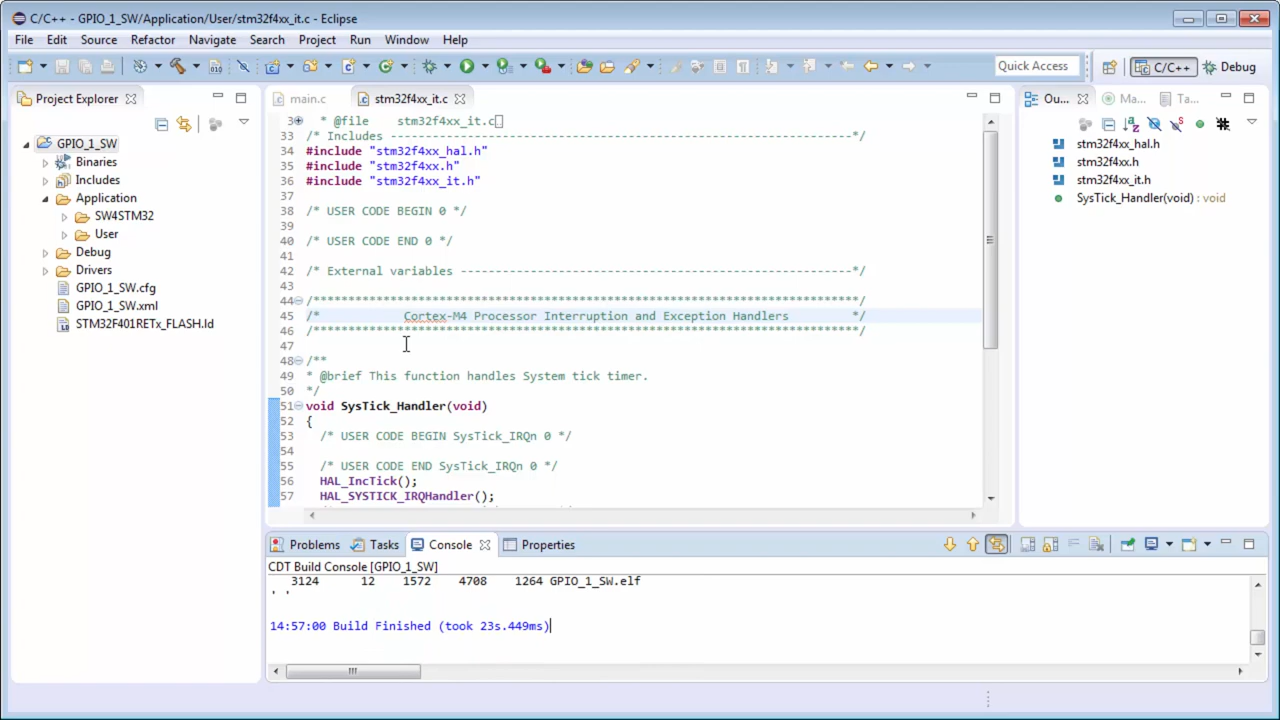 C/C++ - GPIO_1_SW/Application/User/stm32f4xx_it.c - Eclipse
File Edit Source Refactor Navigate Search Project Run Window Help
Quick Access
C/C++
Debug
Project Explorer
GPIO_1_SW
Binaries
Includes
Application
SW4STM32
User
Debug
Drivers
GPIO_1_SW.cfg
GPIO_1_SW.xml
STM32F401RETx_FLASH.ld
main.c
stm32f4xx_it.c
3 * @file    stm32f4xx_it.c
33 /* Includes ------------------------------------------------------------------*/
34 #include "stm32f4xx_hal.h"
35 #include "stm32f4xx.h"
36 #include "stm32f4xx_it.h"
37
38 /* USER CODE BEGIN 0 */
39
40 /* USER CODE END 0 */
41
42 /* External variables --------------------------------------------------------*/
43
44 /******************************************************************************/
45 /*            Cortex-M4 Processor Interruption and Exception Handlers         */
46 /******************************************************************************/
47
48 /**
49 * @brief This function handles System tick timer.
50 */
51 void SysTick_Handler(void)
52 {
53   /* USER CODE BEGIN SysTick_IRQn 0 */
54
55   /* USER CODE END SysTick_IRQn 0 */
56   HAL_IncTick();
57   HAL_SYSTICK_IRQHandler();
Ou...
Ma...
Ta...
stm32f4xx_hal.h
stm32f4xx.h
stm32f4xx_it.h
SysTick_Handler(void) : void
Problems
Tasks
Console
Properties
CDT Build Console [GPIO_1_SW]
3124 12 1572 4708 1264 GPIO_1_SW.elf
' '
14:57:00 Build Finished (took 23s.449ms)